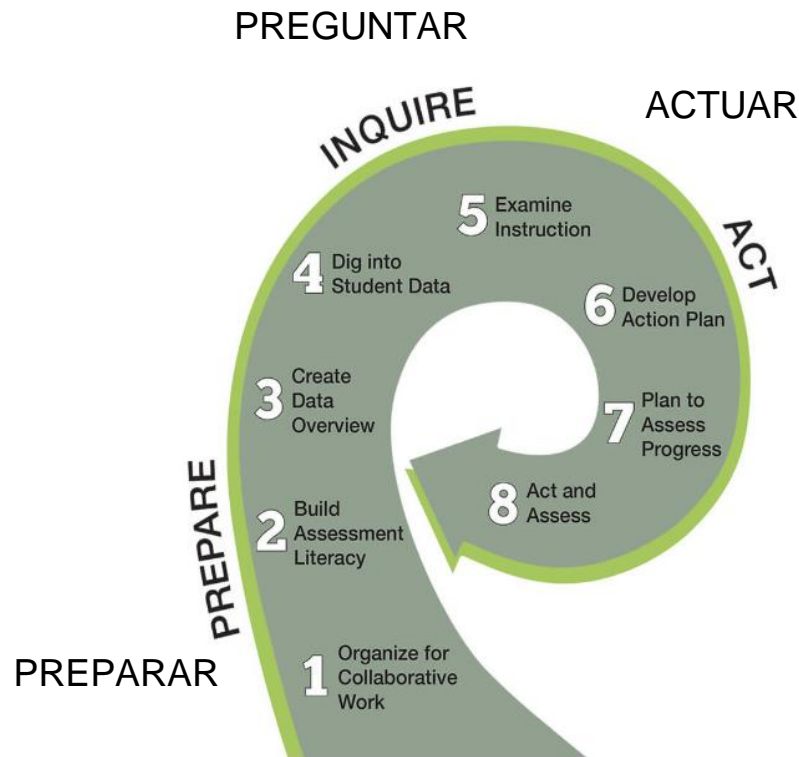 PREGUNTAR
ACTUAR
INQUIRE
ACT
5 Examine
Instruction
4 Dig into
Student Data
6 Develop
Action Plan
3 Create
Data
Overview
7 Plan to
Assess
Progress
8 Act and
Assess
PREPARE
2 Build
Assessment
Literacy
PREPARAR
1 Organize for
Collaborative
Work